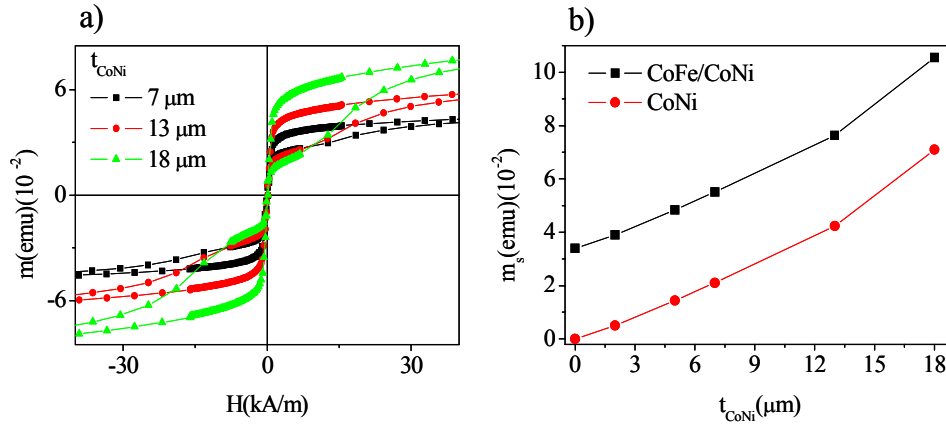 a)
t_CoNi
7 μm
13 μm
18 μm
m(emu)(10^-2)
6
0
-6
-30
0
30
H(kA/m)
b)
CoFe/CoNi
CoNi
m_s(emu)(10^-2)
10
8
6
4
2
0
0
3
6
9
12
15
18
t_CoNi(μm)